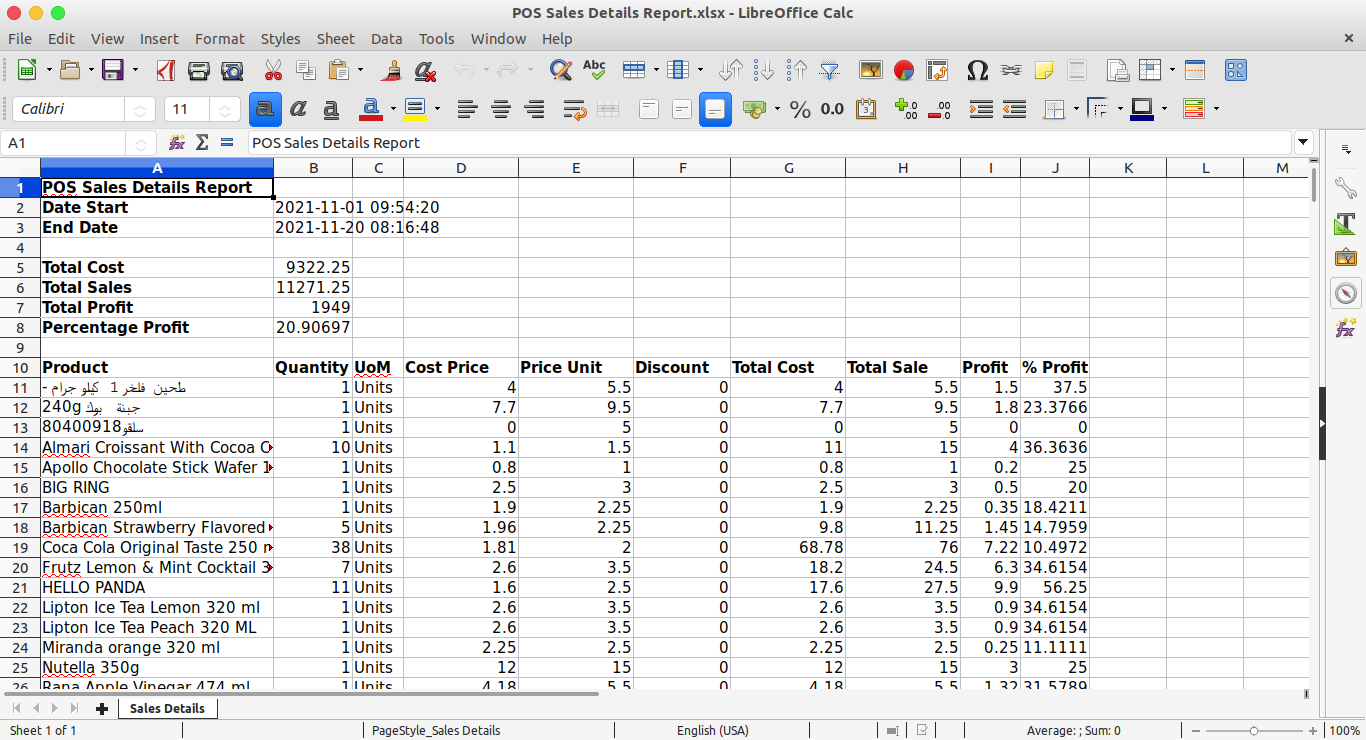 POS Sales Details Report.xlsx - LibreOffice Calc
File Edit View Insert Format Styles Sheet Data Tools Window Help
Calibri 11
A1 POS Sales Details Report
A B C D E F G H I J K L M
1 POS Sales Details Report
2 Date Start 2021-11-01 09:54:20
3 End Date 2021-11-20 08:16:48
4
5 Total Cost 9322.25
6 Total Sales 11271.25
7 Total Profit 1949
8 Percentage Profit 20.90697
9
10 Product Quantity UoM Cost Price Price Unit Discount Total Cost Total Sale Profit % Profit
11 - طحين فلخر 1 كيلو جرام 1 Units 4 5.5 0 4 5.5 1.5 37.5
12 240g جبنة بوك 1 Units 7.7 9.5 0 7.7 9.5 1.8 23.3766
13 80400918سلقو 1 Units 0 5 0 0 5 0 0
14 Almari Croissant With Cocoa 10 Units 1.1 1.5 0 11 15 4 36.3636
15 Apollo Chocolate Stick Wafer 1 1 Units 0.8 1 0 0.8 1 0.2 25
16 BIG RING 1 Units 2.5 3 0 2.5 3 0.5 20
17 Barbican 250ml 1 Units 1.9 2.25 0 1.9 2.25 0.35 18.4211
18 Barbican Strawberry Flavored 5 Units 1.96 2.25 0 9.8 11.25 1.45 14.7959
19 Coca Cola Original Taste 250 38 Units 1.81 2 0 68.78 76 7.22 10.4972
20 Frutz Lemon & Mint Cocktail 3 7 Units 2.6 3.5 0 18.2 24.5 6.3 34.6154
21 HELLO PANDA 11 Units 1.6 2.5 0 17.6 27.5 9.9 56.25
22 Lipton Ice Tea Lemon 320 ml 1 Units 2.6 3.5 0 2.6 3.5 0.9 34.6154
23 Lipton Ice Tea Peach 320 ML 1 Units 2.6 3.5 0 2.6 3.5 0.9 34.6154
24 Miranda orange 320 ml 1 Units 2.25 2.5 0 2.25 2.5 0.25 11.1111
25 Nutella 350g 1 Units 12 15 0 12 15 3 25
26 Rana Apple Vinegar 474 ml 1 Units 4.18 5.5 0 4.18 5.5 1.32 31.5789
Sales Details
Sheet 1 of 1 PageStyle_Sales Details English (USA) Average: ; Sum: 0 100%